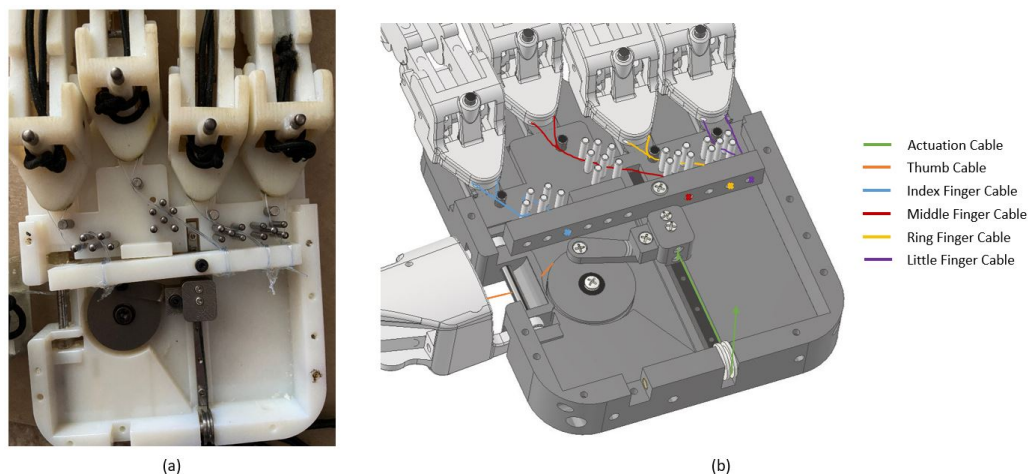 Actuation Cable
Thumb Cable
Index Finger Cable
Middle Finger Cable
Ring Finger Cable
Little Finger Cable
(a)
(b)